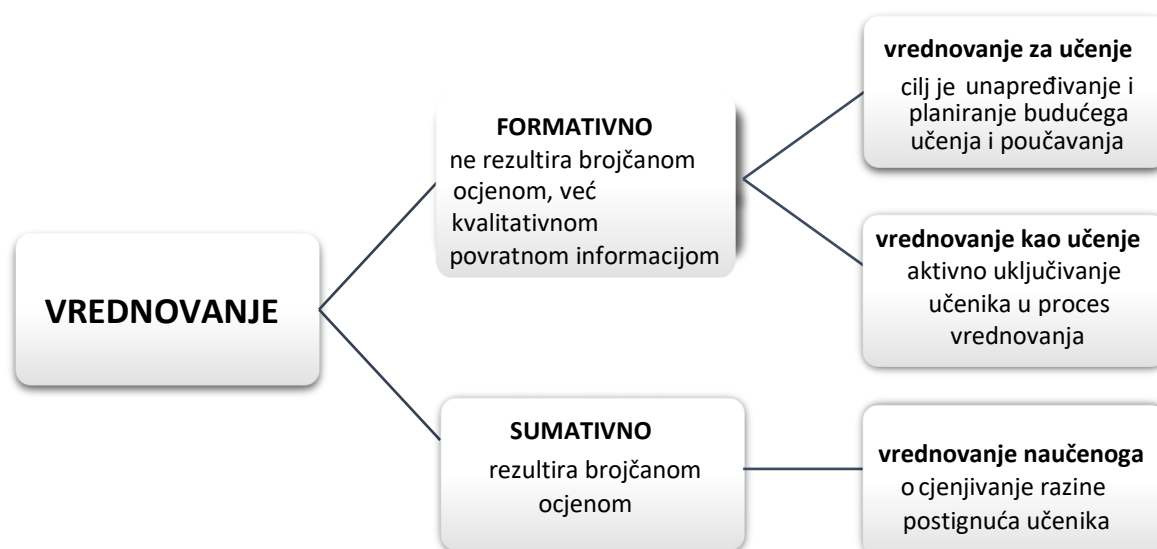 VREDNOVANJE
FORMATIVNO
ne rezultira brojčanom
ocjenom, već
kvalitativnom
povratnom informacijom
vrednovanje za učenje
cilj je unapređivanje i
planiranje budućega
učenja i poučavanja
vrednovanje kao učenje
aktivno uključivanje
učenika u proces
vrednovanja
SUMATIVNO
rezultira brojčanom
ocjenom
vrednovanje naučenoga
o cjenjivanje razine
postignuća učenika